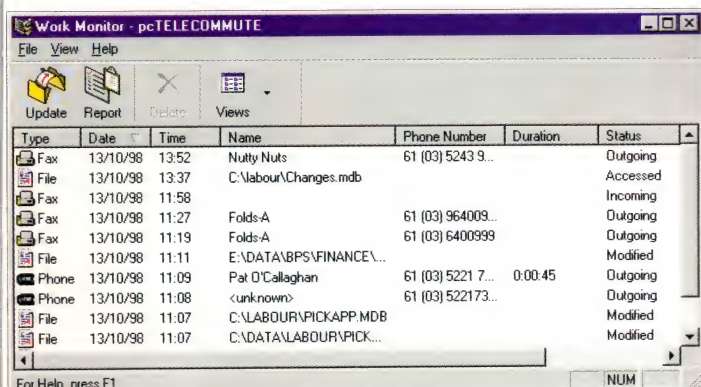 Work Monitor - pcTELECOMMUTE
File View Help
Update Report Delete Views
Type Date Time Name Phone Number Duration Status
Fax 13/10/98 13:52 Nutty Nuts 61 (03) 5243 9... Outgoing
File 13/10/98 13:37 C:\labour\Changes.mdb Accessed
Fax 13/10/98 11:58 Incoming
Fax 13/10/98 11:27 Folds-A 61 (03) 964009... Outgoing
Fax 13/10/98 11:19 Folds-A 61 (03) 6400999 Outgoing
File 13/10/98 11:11 E:\DATA\BPS\FINANCE\... Modified
Phone 13/10/98 11:09 Pat O'Callaghan 61 (03) 5221 7... 0:00:45 Outgoing
Phone 13/10/98 11:08 <unknown> 61 (03) 522173... Outgoing
File 13/10/98 11:07 C:\LABOUR\PICKAPP.MDB Modified
File 13/10/98 11:07 C:\DATA\LABOUR\PICK... Modified
For Help, press F1 NUM